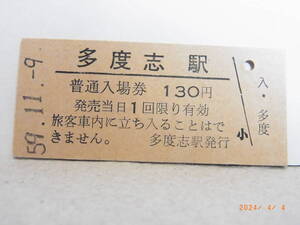 多度志駅
普通入場券 130円
発売当日1回限り有効
旅客車内に立ち入ることはで
きません。 多度志駅発行
59.11.-9
小
入・多度
2024/ 4/ 4